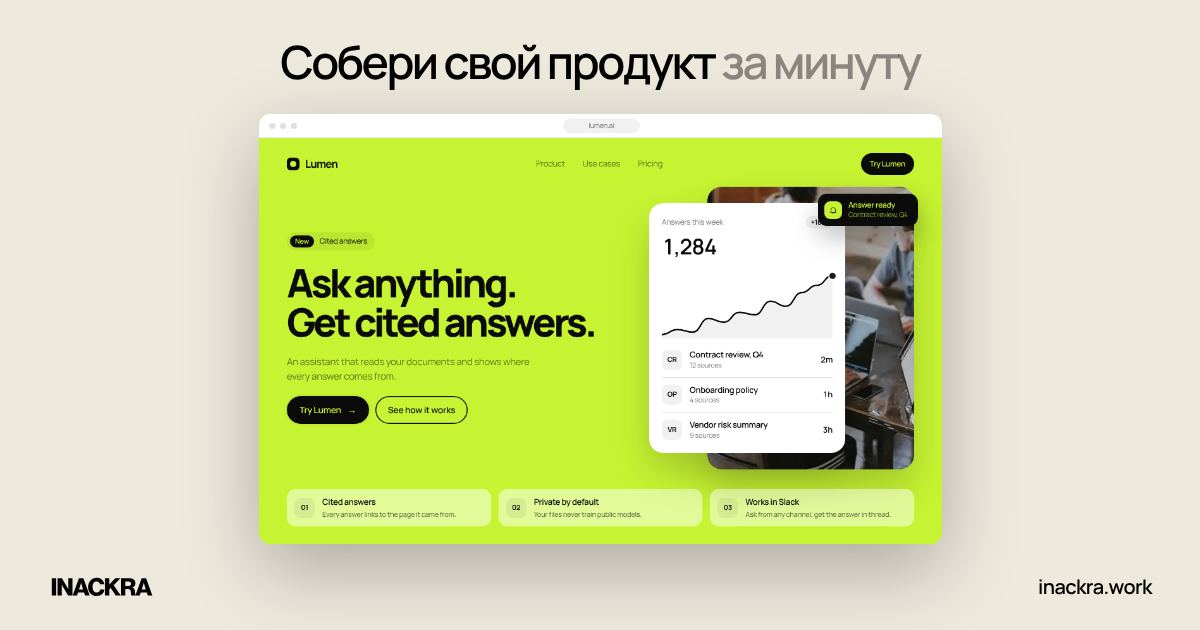 Собери свой продукт за минуту
lumen.ai
Lumen
Product
Use cases
Pricing
Try Lumen
New
Cited answers
Ask anything.
Get cited answers.
An assistant that reads your documents and shows where
every answer comes from.
Try Lumen →
See how it works
Answers this week
1,284
Answer ready
Contract review, Q4
CR
Contract review, Q4
12 sources
2m
OP
Onboarding policy
4 sources
1h
VR
Vendor risk summary
9 sources
3h
01
Cited answers
Every answer links to the page it came from.
02
Private by default
Your files never train public models.
03
Works in Slack
Ask from any channel, get the answer in thread.
INACKRA
inackra.work